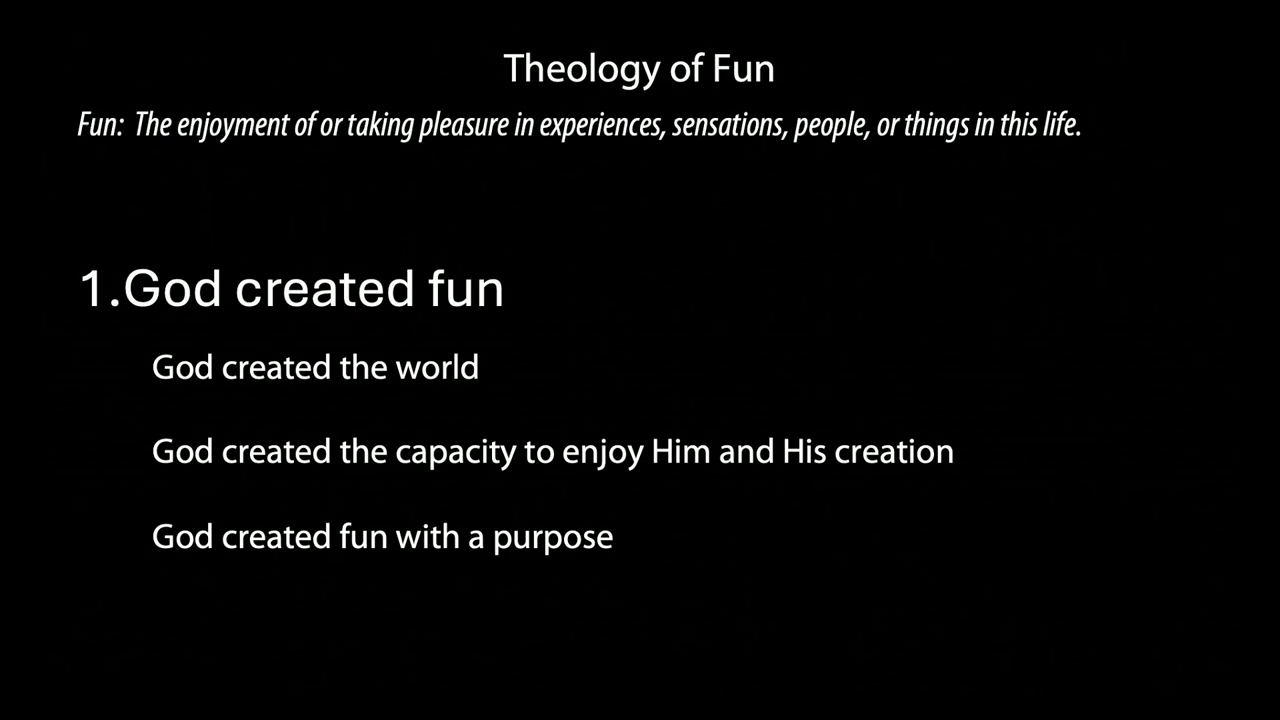 Theology of Fun
Fun: The enjoyment of or taking pleasure in experiences, sensations, people, or things in this life.
1.God created fun
God created the world
God created the capacity to enjoy Him and His creation
God created fun with a purpose